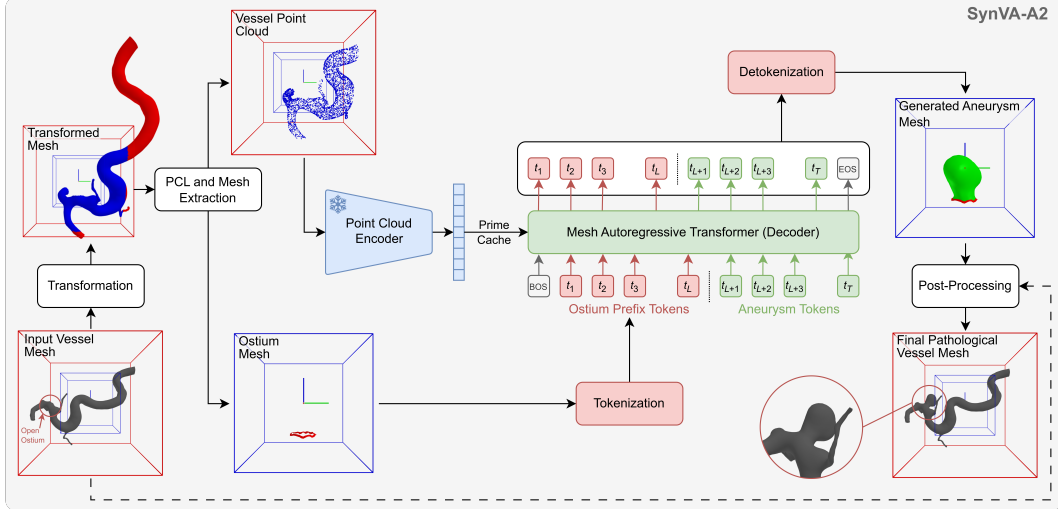 SynVA-A2
Vessel Point
Cloud
Transformed
Mesh
PCL and Mesh
Extraction
Transformation
Input Vessel
Mesh
Open
Ostium
Point Cloud
Encoder
Prime
Cache
Ostium
Mesh
Detokenization
t1 t2 t3 tL tL+1 tL+2 tL+3 tT EOS
Mesh Autoregressive Transformer (Decoder)
BOS t1 t2 t3 tL tL+1 tL+2 tL+3 tT
Ostium Prefix Tokens
Aneurysm Tokens
Tokenization
Generated Aneurysm
Mesh
Post-Processing
Final Pathological
Vessel Mesh